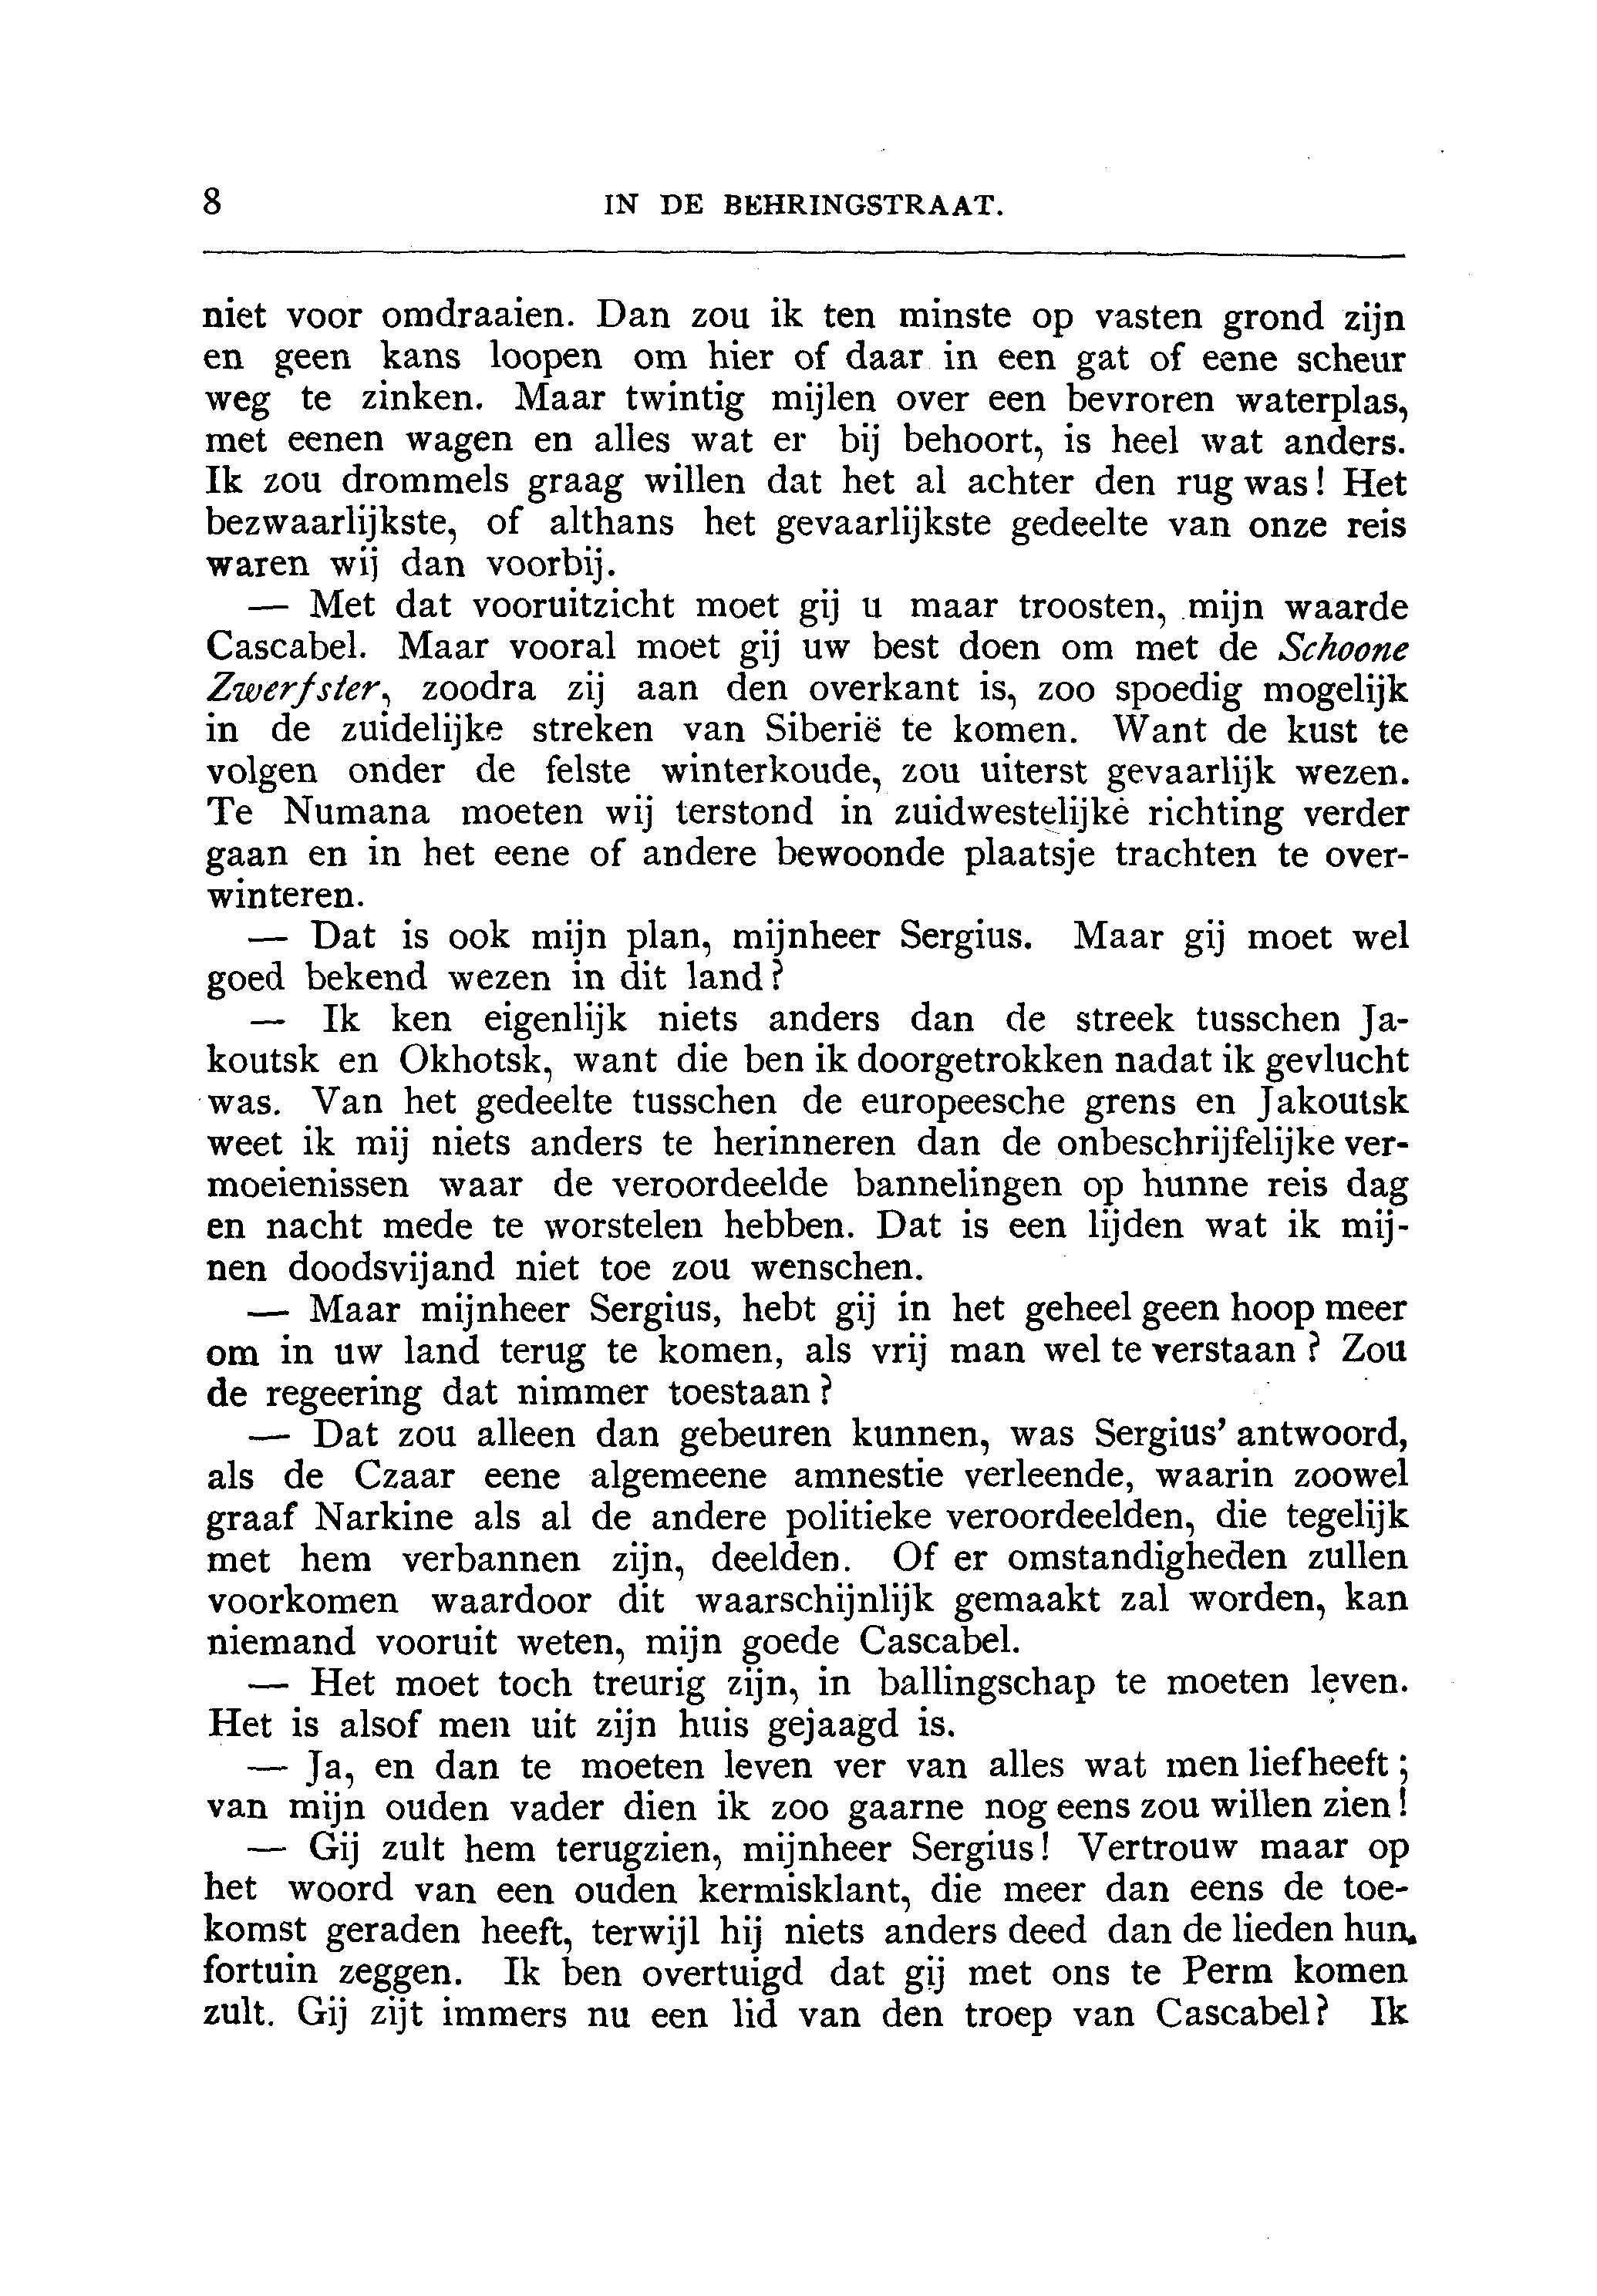 8 IN DE BEHRINGSTRAAT.
niet voor omdraaien. Dan zou ik ten minste op vasten grond zijn
en geen kans loopen om hier of daar in een gat of eene scheur
weg te zinken. Maar twintig mijlen over een bevroren waterplas,
met eenen wagen en alles wat er bij behoort, is heel wat anders.
Ik zou drommels graag willen dat het al achter den rug was! Het
bezwaarlijkste, of althans het gevaarlijkste gedeelte van onze reis
waren wij dan voorbij.
— Met dat vooruitzicht moet gij u maar troosten, mijn waarde
Cascabel. Maar vooral moet gij uw best doen om met de Schoone
Zwerfster, zoodra zij aan den overkant is, zoo spoedig mogelijk
in de zuidelijke streken van Siberië te komen. Want de kust te
volgen onder de felste winterkoude, zou uiterst gevaarlijk wezen.
Te Numana moeten wij terstond in zuidwestelijke richting verder
gaan en in het eene of andere bewoonde plaatsje trachten te over-
winteren.
— Dat is ook mijn plan, mijnheer Sergius. Maar gij moet wel
goed bekend wezen in dit land?
— Ik ken eigenlijk niets anders dan de streek tusschen Ja-
koutsk en Okhotsk, want die ben ik doorgetrokken nadat ik gevlucht
was. Van het gedeelte tusschen de europeesche grens en Jakoutsk
weet ik mij niets anders te herinneren dan de onbeschrijfelijke ver-
moeienissen waar de veroordeelde bannelingen op hunne reis dag
en nacht mede te worstelen hebben. Dat is een lijden wat ik mij-
nen doodsvijand niet toe zou wenschen.
— Maar mijnheer Sergius, hebt gij in het geheel geen hoop meer
om in uw land terug te komen, als vrij man wel te verstaan? Zou
de regeering dat nimmer toestaan?
— Dat zou alleen dan gebeuren kunnen, was Sergius' antwoord,
als de Czaar eene algemeene amnestie verleende, waarin zoowel
graaf Narkine als al de andere politieke veroordeelden, die tegelijk
met hem verbannen zijn, deelden. Of er omstandigheden zullen
voorkomen waardoor dit waarschijnlijk gemaakt zal worden, kan
niemand vooruit weten, mijn goede Cascabel.
— Het moet toch treurig zijn, in ballingschap te moeten leven.
Het is alsof men uit zijn huis gejaagd is.
— Ja, en dan te moeten leven ver van alles wat men liefheeft;
van mijn ouden vader dien ik zoo gaarne nog eens zou willen zien!
— Gij zult hem terugzien, mijnheer Sergius! Vertrouw maar op
het woord van een ouden kermisklant, die meer dan eens de toe-
komst geraden heeft, terwijl hij niets anders deed dan de lieden hun
fortuin zeggen. Ik ben overtuigd dat gij met ons te Perm komen
zult. Gij zijt immers nu een lid van den troep van Cascabel? Ik